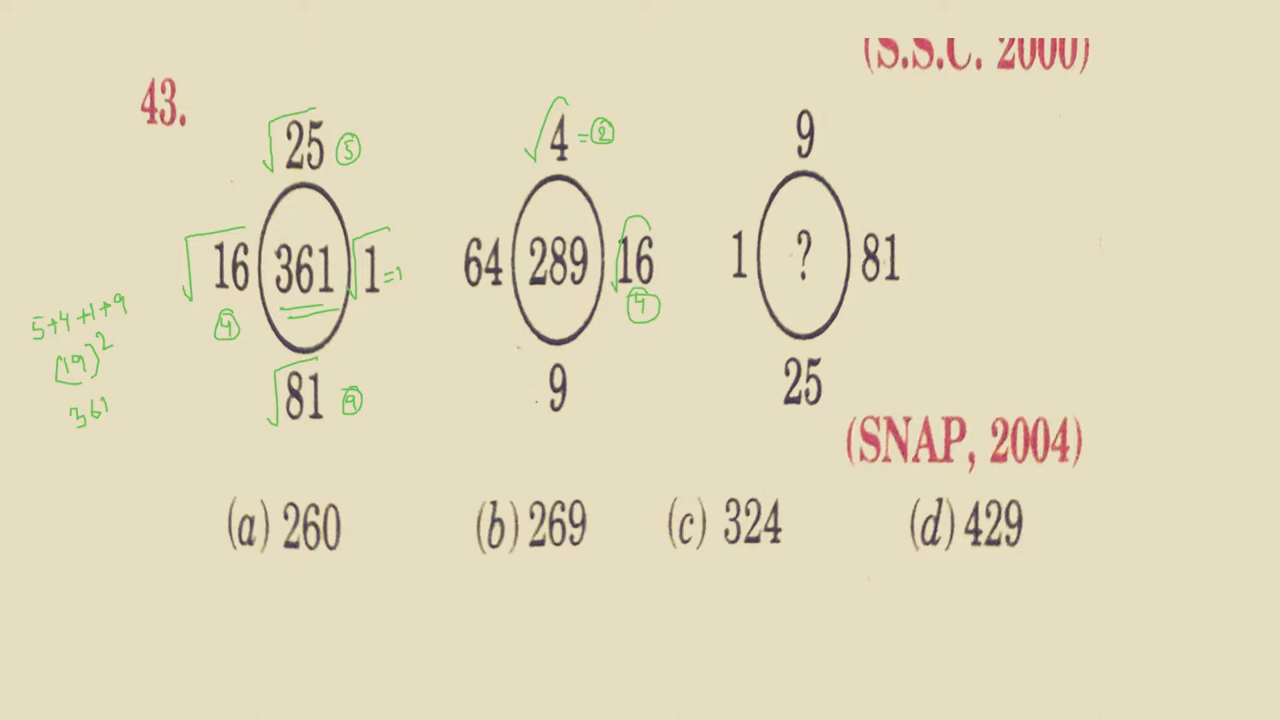 (S.S.C. 2000)
43.
√25 5
√4 = 2
9
√16 361 √1 = 1
64 289 √16
1 ? 81
4
4
5+4+1+9
(19)²
361
√81 9
9
25
(SNAP, 2004)
(a) 260 (b) 269 (c) 324 (d) 429